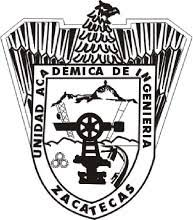 UNIDAD ACADEMICA DE INGENIERIA
ZACATECAS